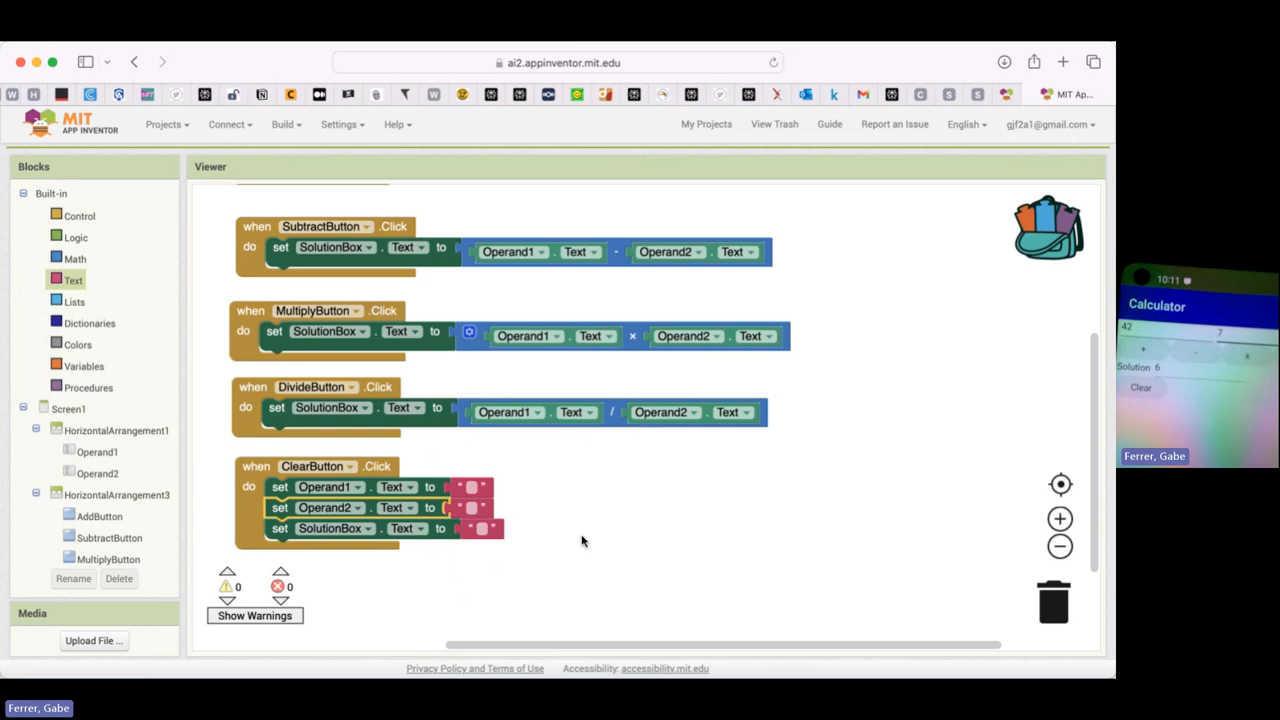 ai2.appinventor.mit.edu
MIT Ap...
MIT
APP INVENTOR
Projects
Connect
Build
Settings
Help
My Projects
View Trash
Guide
Report an Issue
English
gjf2a1@gmail.com
Blocks
Viewer
Built-in
Control
Logic
Math
Text
Lists
Dictionaries
Colors
Variables
Procedures
Screen1
HorizontalArrangement1
Operand1
Operand2
HorizontalArrangement3
AddButton
SubtractButton
MultiplyButton
Rename
Delete
Media
Upload File ...
when SubtractButton .Click
do set SolutionBox . Text to Operand1 . Text - Operand2 . Text
when MultiplyButton .Click
do set SolutionBox . Text to Operand1 . Text × Operand2 . Text
when DivideButton .Click
do set SolutionBox . Text to Operand1 . Text / Operand2 . Text
when ClearButton .Click
do set Operand1 . Text to " "
set Operand2 . Text to " "
set SolutionBox . Text to " "
0 0
Show Warnings
Privacy Policy and Terms of Use
Accessibility: accessibility.mit.edu
10:11
Calculator
42 7
+ - x
Solution 6
Clear
Ferrer, Gabe
Ferrer, Gabe